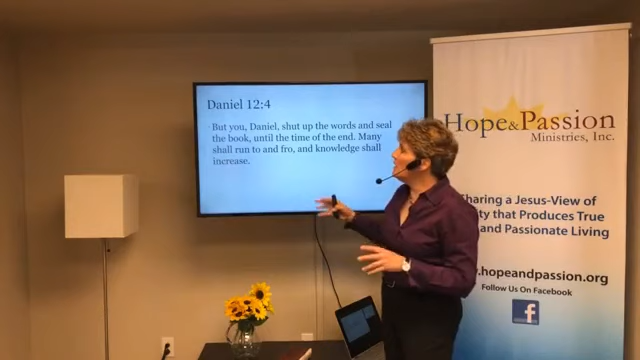 Daniel 12:4
But you, Daniel, shut up the words and seal
the book, until the time of the end. Many
shall run to and fro, and knowledge shall
increase.
Hope&Passion
Ministries, Inc.
Sharing a Jesus-View of
that Produces True
and Passionate Living
.hopeandpassion.org
Follow Us On Facebook
f